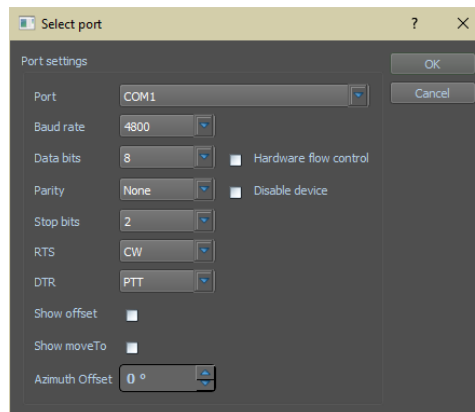 Select port
?
Port settings
OK
Cancel
Port COM1
Baud rate 4800
Data bits 8 Hardware flow control
Parity None Disable device
Stop bits 2
RTS CW
DTR PTT
Show offset
Show moveTo
Azimuth Offset 0 °